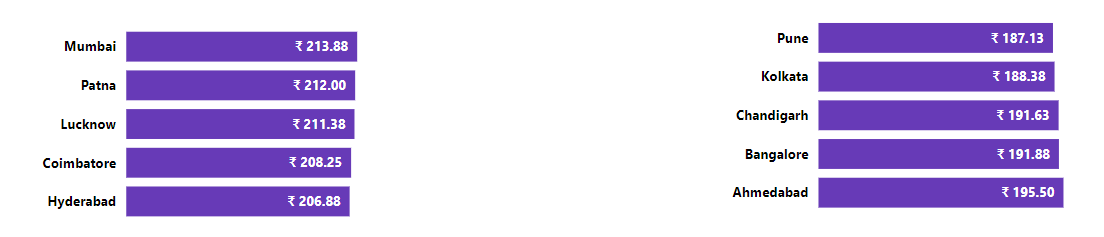 Mumbai ₹ 213.88
Patna ₹ 212.00
Lucknow ₹ 211.38
Coimbatore ₹ 208.25
Hyderabad ₹ 206.88
Pune ₹ 187.13
Kolkata ₹ 188.38
Chandigarh ₹ 191.63
Bangalore ₹ 191.88
Ahmedabad ₹ 195.50